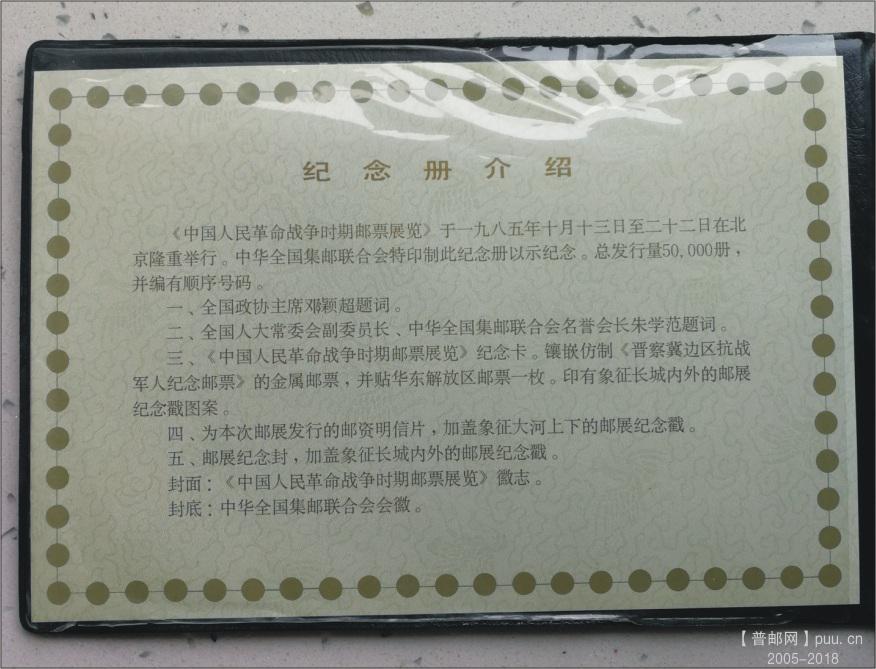 纪念册介绍
《中国人民革命战争时期邮票展览》于一九八五年十月十三日至二十二日在北
京隆重举行。中华全国集邮联合会特印制此纪念册以示纪念。总发行量50,000册，
并编有顺序号码。
一、全国政协主席邓颖超题词。
二、全国人大常委会副委员长、中华全国集邮联合会名誉会长朱学范题词。
三、《中国人民革命战争时期邮票展览》纪念卡。镶嵌仿制《晋察冀边区抗战
军人纪念邮票》的金属邮票，并贴华东解放区邮票一枚。印有象征长城内外的邮展
纪念戳图案。
四、为本次邮展发行的邮资明信片，加盖象征大河上下的邮展纪念戳。
五、邮展纪念封，加盖象征长城内外的邮展纪念戳。
封面：《中国人民革命战争时期邮票展览》徽志。
封底：中华全国集邮联合会会徽。
【普邮网】puu.cn
2005-2018